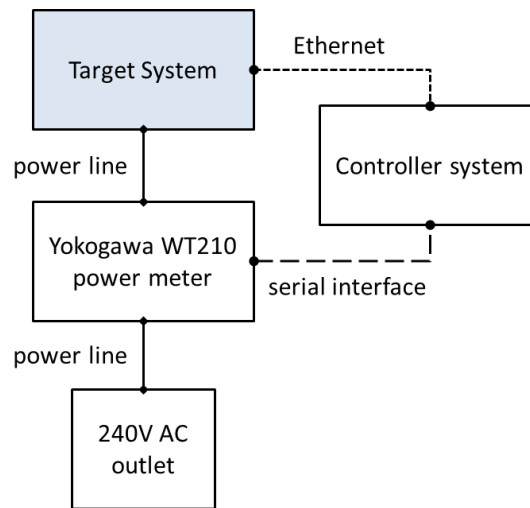 Ethernet
Target System
power line
Controller system
Yokogawa WT210
power meter
serial interface
power line
240V AC
outlet